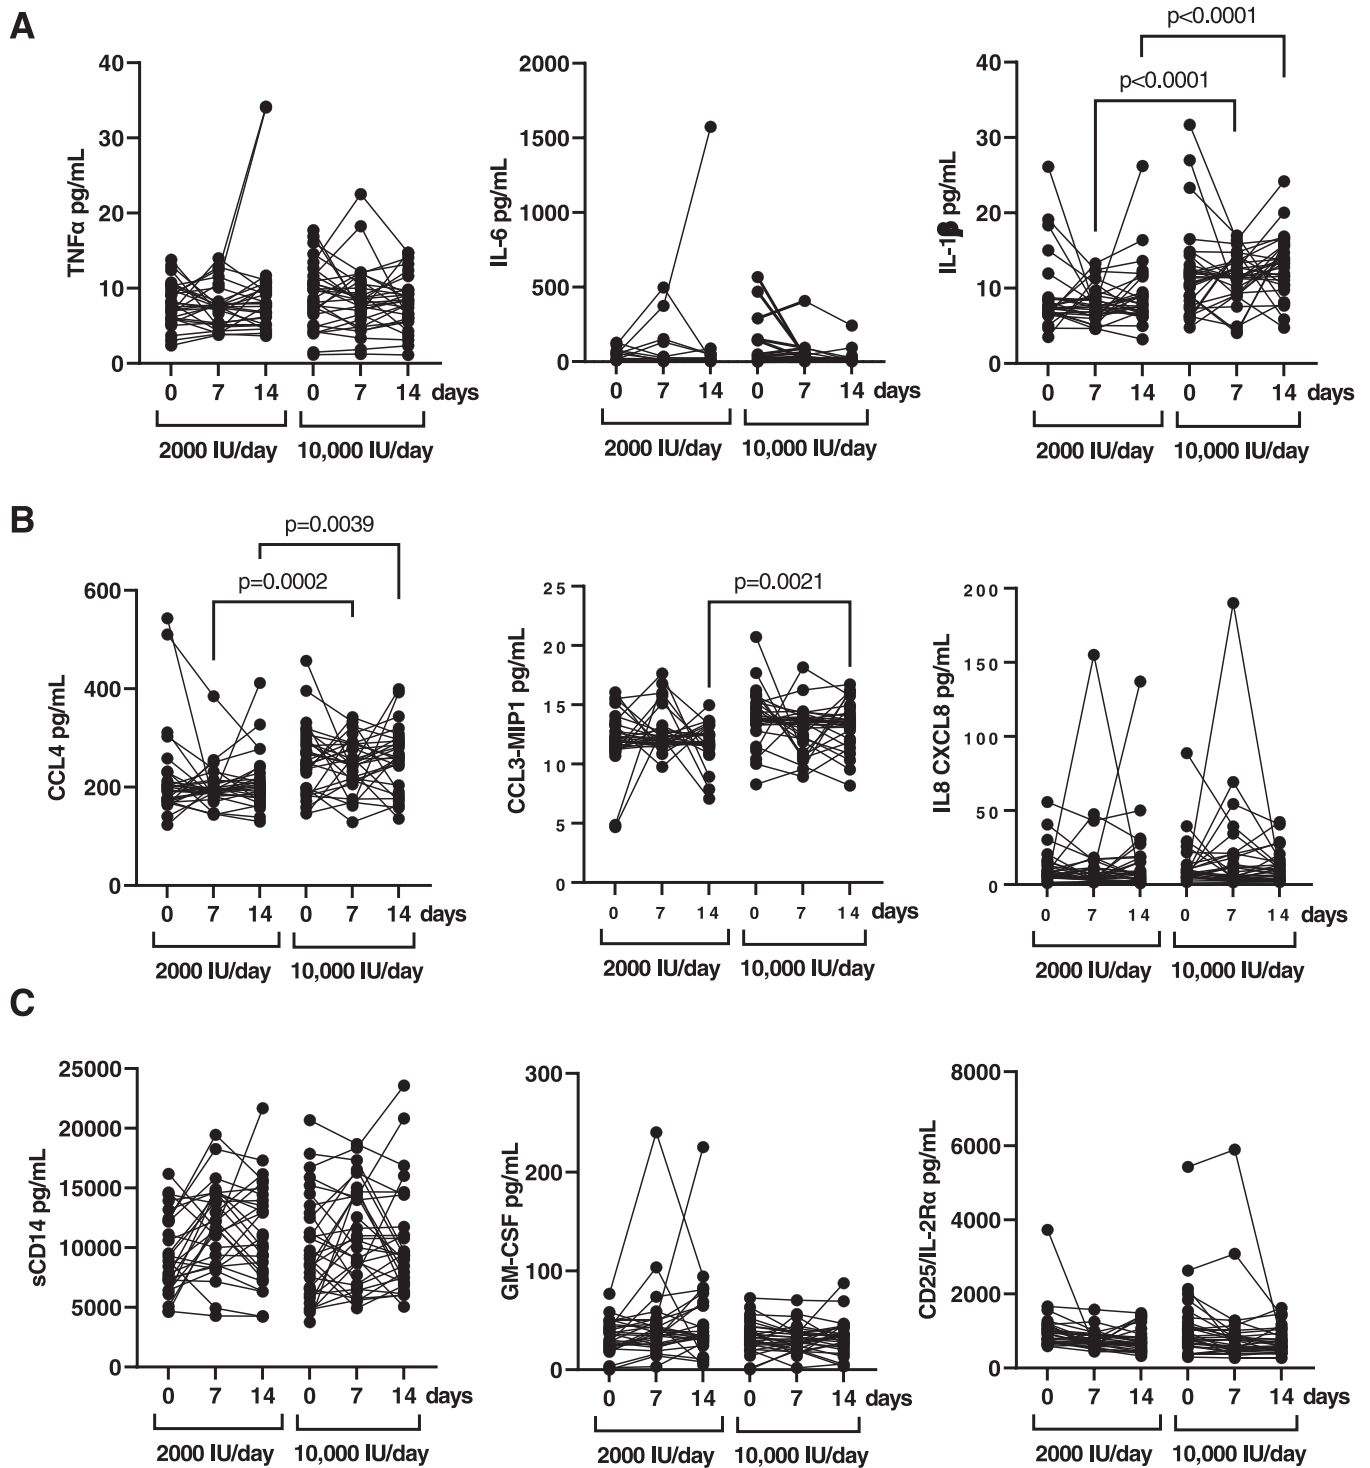 A
p<0.0001
p<0.0001
40
30
20
10
0
TNFα pg/mL
0 7 14 0 7 14 days
2000 IU/day 10,000 IU/day
2000
1500
1000
500
0
IL-6 pg/mL
0 7 14 0 7 14 days
2000 IU/day 10,000 IU/day
40
30
20
10
0
IL-1β pg/mL
0 7 14 0 7 14 days
2000 IU/day 10,000 IU/day
B
p=0.0039
p=0.0002
600
400
200
0
CCL4 pg/mL
0 7 14 0 7 14 days
2000 IU/day 10,000 IU/day
p=0.0021
25
20
15
10
5
0
CCL3-MIP1 pg/mL
0 7 14 0 7 14 days
2000 IU/day 10,000 IU/day
200
150
100
50
0
IL8 CXCL8 pg/mL
0 7 14 0 7 14 days
2000 IU/day 10,000 IU/day
C
25000
20000
15000
10000
5000
0
sCD14 pg/mL
0 7 14 0 7 14 days
2000 IU/day 10,000 IU/day
300
200
100
0
GM-CSF pg/mL
0 7 14 0 7 14 days
2000 IU/day 10,000 IU/day
8000
6000
4000
2000
0
CD25/IL-2Rα pg/mL
0 7 14 0 7 14 days
2000 IU/day 10,000 IU/day